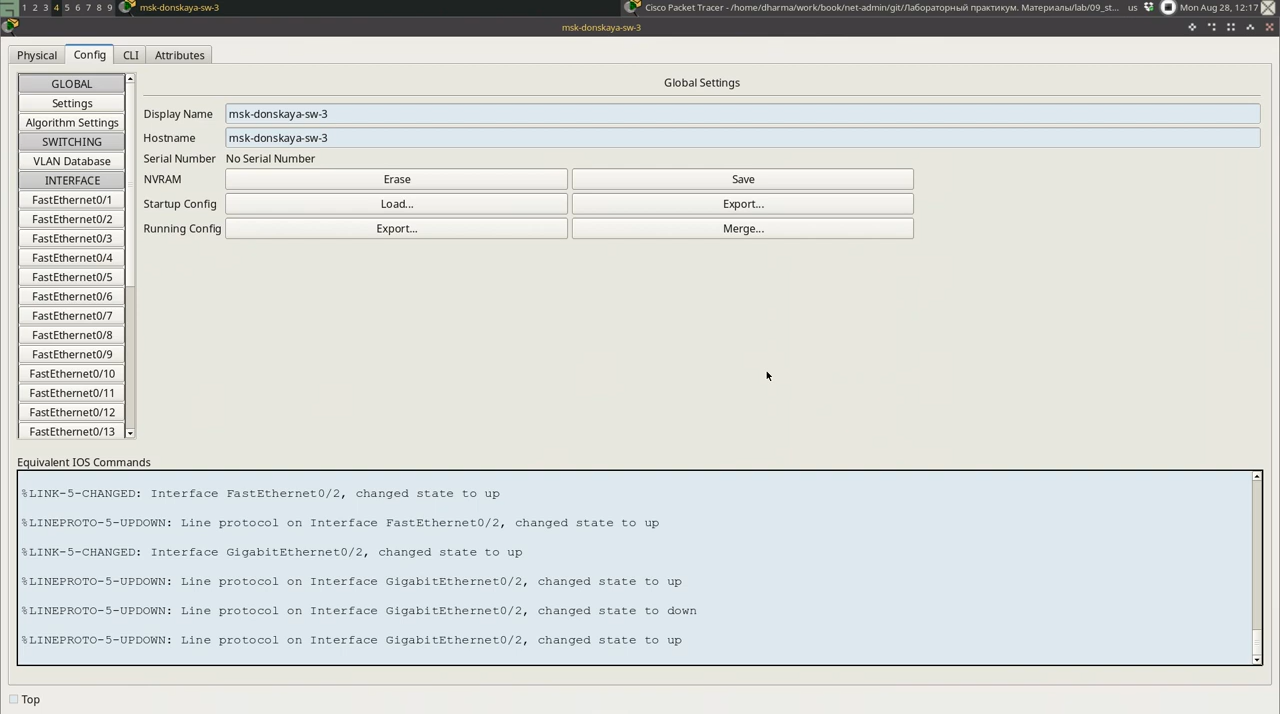 1 2 3 4 5 6 7 8 9 msk-donskaya-sw-3 Cisco Packet Tracer - /home/dharma/work/book/net-admin/git/Лабораторный практикум. Материалы/lab/09_st... us Mon Aug 28, 12:17
msk-donskaya-sw-3
Physical Config CLI Attributes
GLOBAL
Settings
Algorithm Settings
SWITCHING
VLAN Database
INTERFACE
FastEthernet0/1
FastEthernet0/2
FastEthernet0/3
FastEthernet0/4
FastEthernet0/5
FastEthernet0/6
FastEthernet0/7
FastEthernet0/8
FastEthernet0/9
FastEthernet0/10
FastEthernet0/11
FastEthernet0/12
FastEthernet0/13
Global Settings
Display Name msk-donskaya-sw-3
Hostname msk-donskaya-sw-3
Serial Number No Serial Number
NVRAM Erase Save
Startup Config Load... Export...
Running Config Export... Merge...
Equivalent IOS Commands
%LINK-5-CHANGED: Interface FastEthernet0/2, changed state to up
%LINEPROTO-5-UPDOWN: Line protocol on Interface FastEthernet0/2, changed state to up
%LINK-5-CHANGED: Interface GigabitEthernet0/2, changed state to up
%LINEPROTO-5-UPDOWN: Line protocol on Interface GigabitEthernet0/2, changed state to up
%LINEPROTO-5-UPDOWN: Line protocol on Interface GigabitEthernet0/2, changed state to down
%LINEPROTO-5-UPDOWN: Line protocol on Interface GigabitEthernet0/2, changed state to up
Top